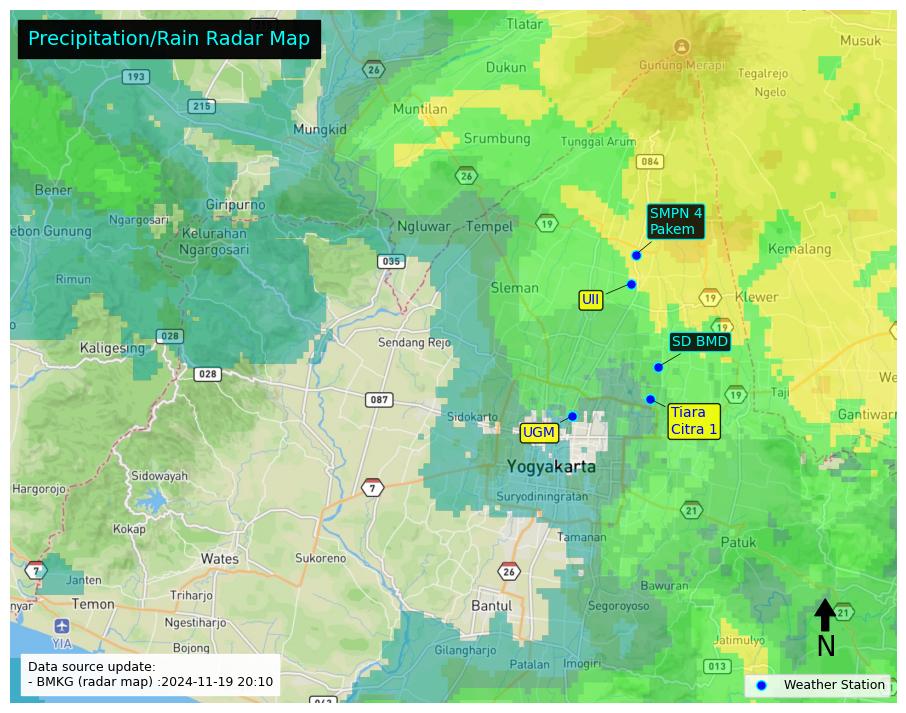 Precipitation/Rain Radar Map
Tlatar
Musuk
193
26
Dukun
Gunung Merapi
Tegalrejo
Ngelo
215
Muntilan
Mungkid
Srumbung
Tunggal Arum
084
26
Bener
Giripurno
Ngargosari
ebon Gunung
Kelurahan
Ngargosari
Ngluwar
Tempel
19
SMPN 4
Pakem
Kemalang
035
Rimun
Sleman
UII
19
Klewer
028
Kaligesing
Sendang Rejo
19
SD BMD
028
087
19
Taji
We
Sidokarto
UGM
Tiara
Citra 1
Gantiwar
Yogyakarta
Sidowayah
Hargorojo
7
Suryodiningratan
21
Kokap
Tamanan
Patuk
Wates
Sukoreno
7
26
Janten
Bawuran
nyar
Temon
Triharjo
Bantul
Segoroyoso
21
Ngestiharjo
N
YIA
Bojong
Gilangharjo
Jatimulyo
Patalan
Imogiri
013
Data source update:
- BMKG (radar map) :2024-11-19 20:10
Weather Station